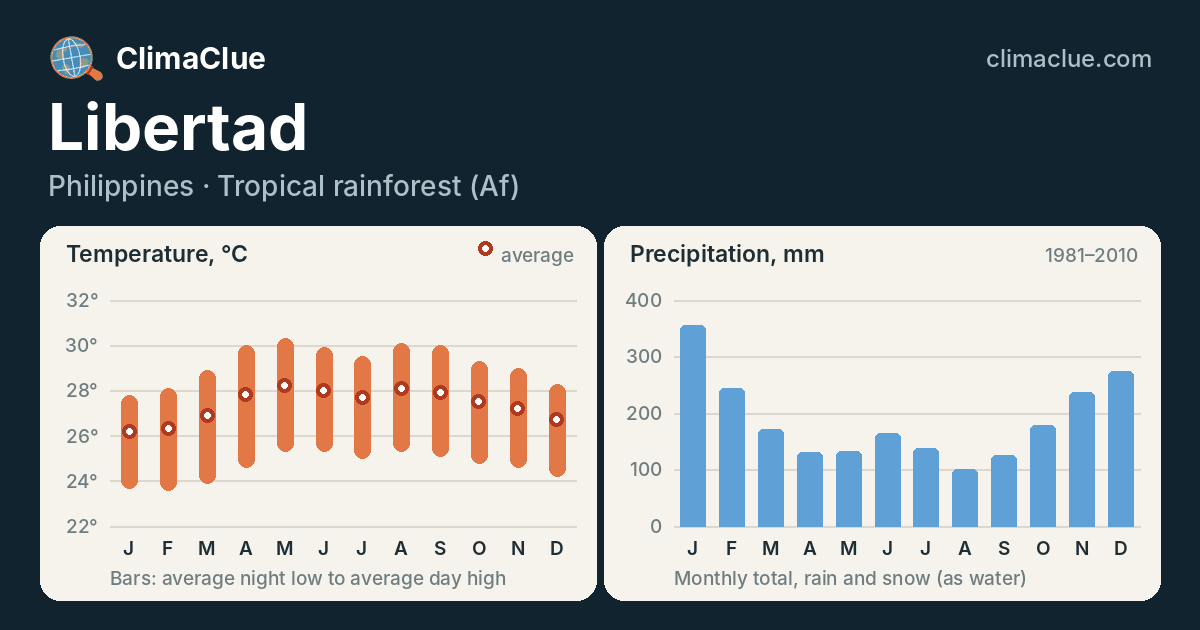 ClimaClue
climaclue.com
Libertad
Philippines · Tropical rainforest (Af)
Temperature, °C
average
32°
30°
28°
26°
24°
22°
J F M A M J J A S O N D
Bars: average night low to average day high
Precipitation, mm
1981–2010
400
300
200
100
0
J F M A M J J A S O N D
Monthly total, rain and snow (as water)